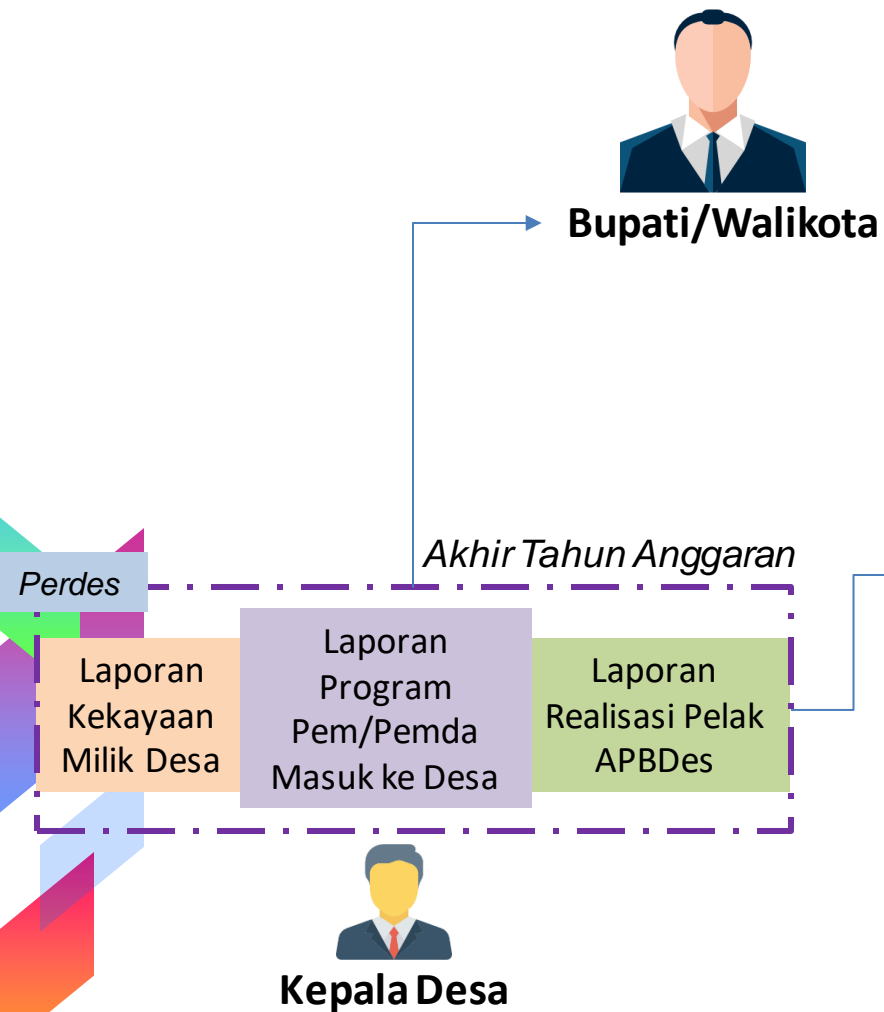 Bupati/Walikota
Akhir Tahun Anggaran
Perdes
Laporan
Kekayaan
Milik Desa
Laporan
Program
Pem/Pemda
Masuk ke Desa
Laporan
Realisasi Pelak
APBDes
Kepala Desa